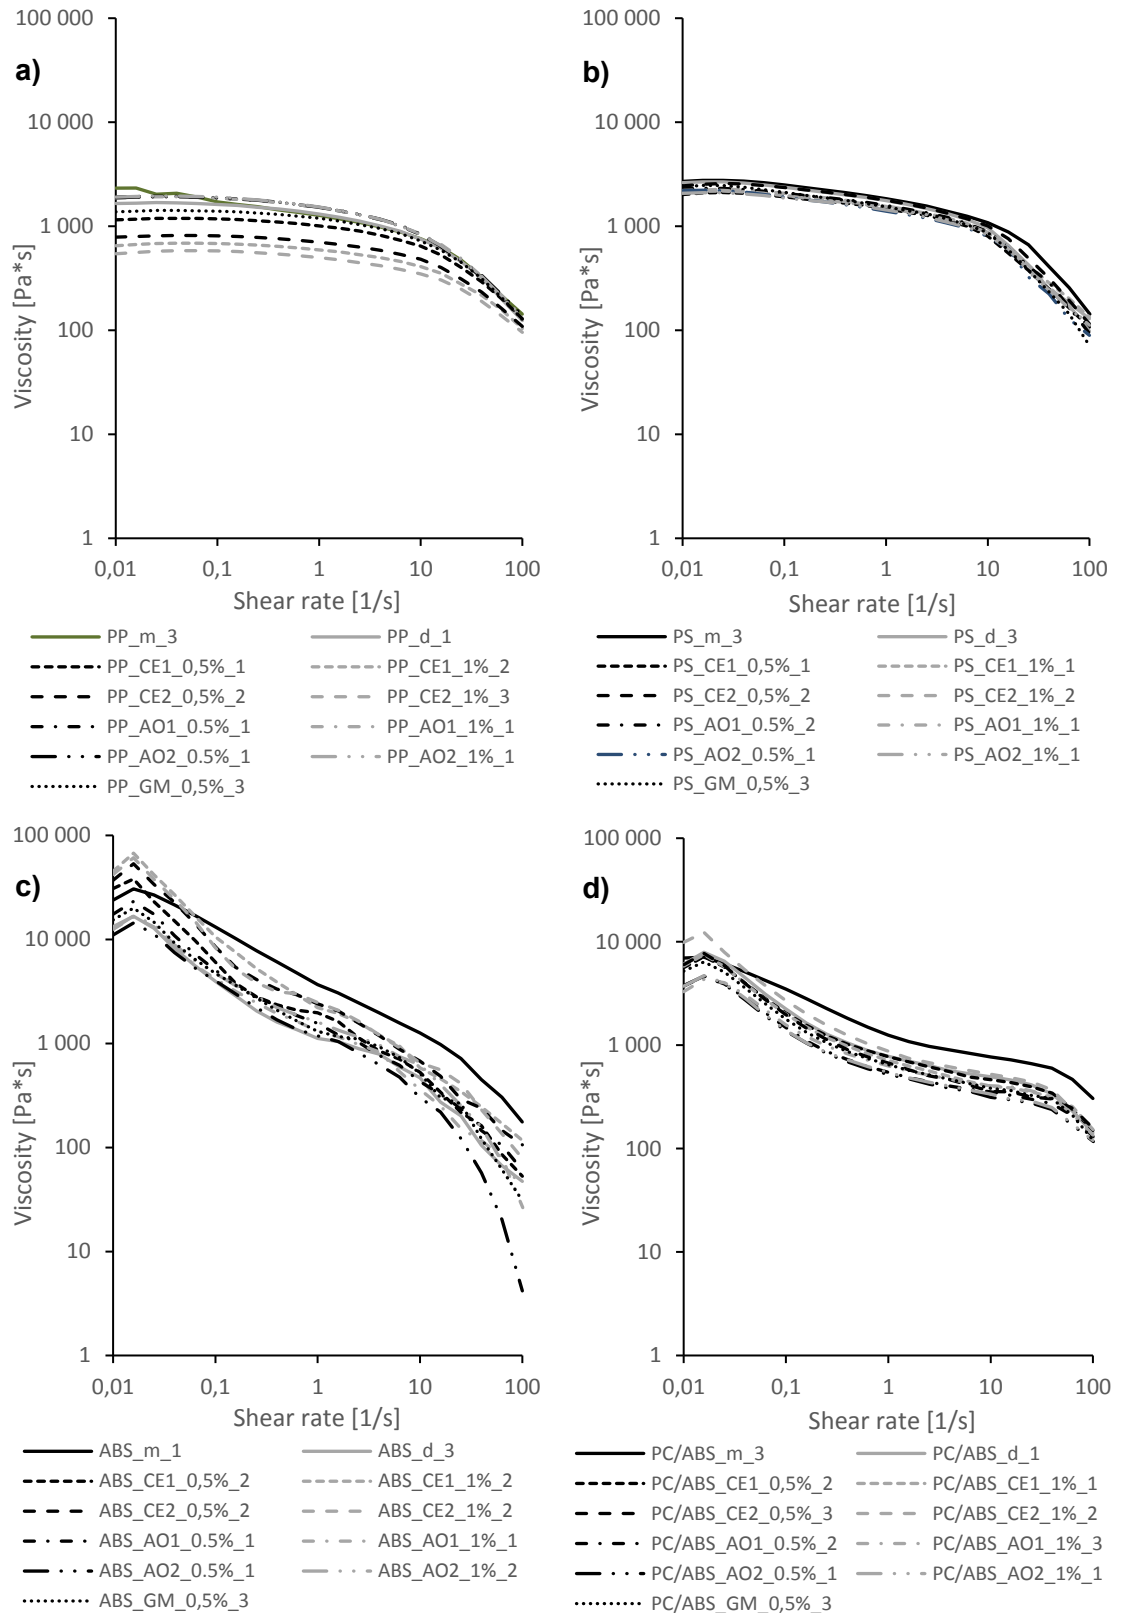 a)
100 000
10 000
1 000
100
10
1
Viscosity [Pa*s]
0,01 0,1 1 10 100
Shear rate [1/s]
PP_m_3 PP_d_1
PP_CE1_0,5%_1 PP_CE1_1%_2
PP_CE2_0,5%_2 PP_CE2_1%_3
PP_AO1_0.5%_1 PP_AO1_1%_1
PP_AO2_0.5%_1 PP_AO2_1%_1
PP_GM_0,5%_3
b)
100 000
10 000
1 000
100
10
1
Viscosity [Pa*s]
0,01 0,1 1 10 100
Shear rate [1/s]
PS_m_3 PS_d_3
PS_CE1_0,5%_1 PS_CE1_1%_1
PS_CE2_0,5%_2 PS_CE2_1%_2
PS_AO1_0.5%_2 PS_AO1_1%_1
PS_AO2_0.5%_1 PS_AO2_1%_1
PS_GM_0,5%_3
c)
100 000
10 000
1 000
100
10
1
Viscosity [Pa*s]
0,01 0,1 1 10 100
Shear rate [1/s]
ABS_m_1 ABS_d_3
ABS_CE1_0,5%_2 ABS_CE1_1%_2
ABS_CE2_0,5%_2 ABS_CE2_1%_2
ABS_AO1_0.5%_1 ABS_AO1_1%_1
ABS_AO2_0.5%_1 ABS_AO2_1%_2
ABS_GM_0,5%_3
d)
100 000
10 000
1 000
100
10
1
Viscosity [Pa*s]
0,01 0,1 1 10 100
Shear rate [1/s]
PC/ABS_m_3 PC/ABS_d_1
PC/ABS_CE1_0,5%_2 PC/ABS_CE1_1%_1
PC/ABS_CE2_0,5%_3 PC/ABS_CE2_1%_2
PC/ABS_AO1_0.5%_2 PC/ABS_AO1_1%_3
PC/ABS_AO2_0.5%_1 PC/ABS_AO2_1%_1
PC/ABS_GM_0,5%_3